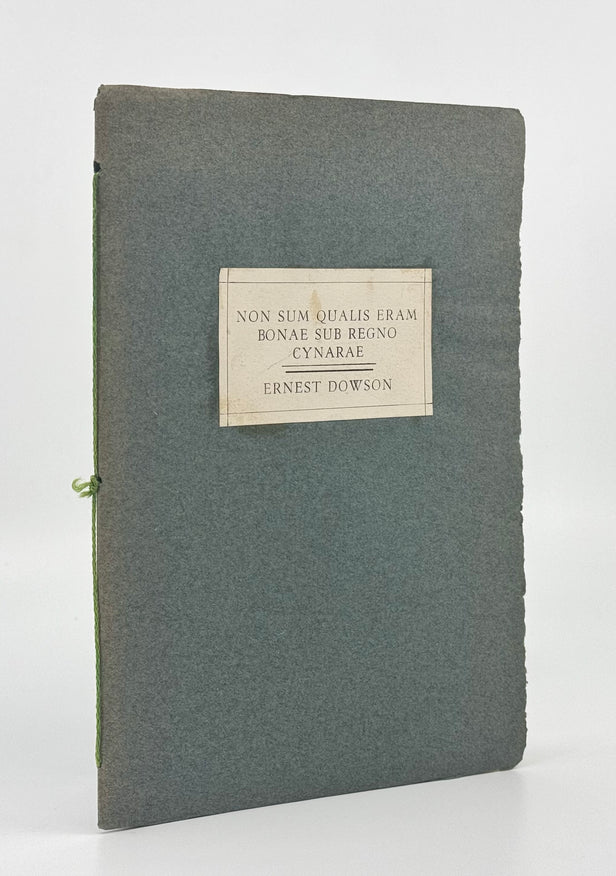 NON SUM QUALIS ERAM
BONAE SUB REGNO
CYNARAE
ERNEST DOWSON